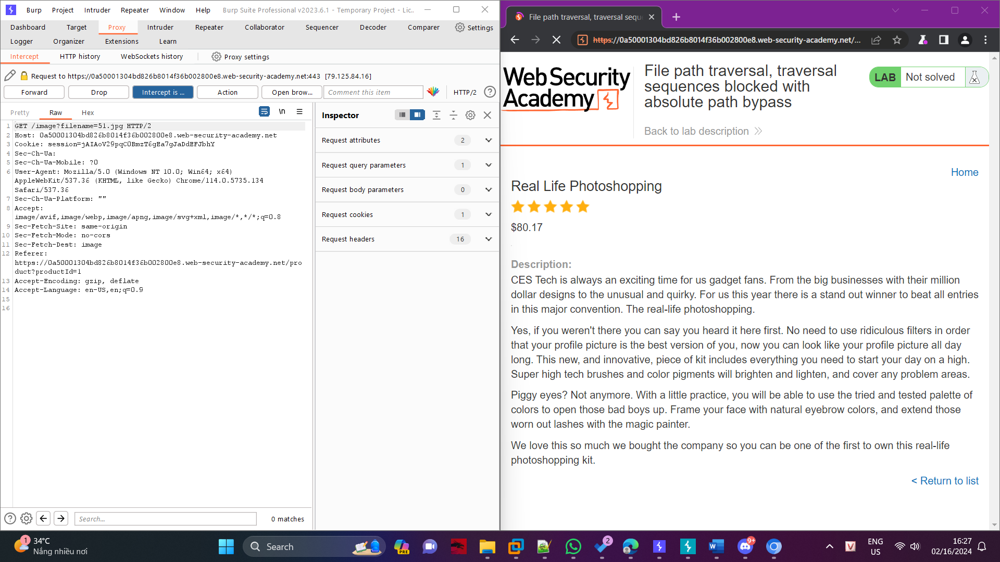 Burp Project Intruder Repeater Window Help Burp Suite Professional v2023.6.1 - Temporary Project - Lic..
Dashboard Target Proxy Intruder Repeater Collaborator Sequencer Decoder Comparer Settings
Logger Organizer Extensions Learn
Intercept HTTP history WebSockets history Proxy settings
Request to https://0a50001304bd826b8014f36b002800e8.web-security-academy.net:443 [79.125.84.16]
Forward Drop Intercept is ... Action Open brow... Comment this item HTTP/2 ?
Pretty Raw Hex \n
1 GET /image?filename=51.jpg HTTP/2
2 Host: 0a50001304bd826b8014f36b002800e8.web-security-academy.net
3 Cookie: session=jAIAoV29pqC0BmzT6gEa7gJaDdEFJbhY
4 Sec-Ch-Ua:
5 Sec-Ch-Ua-Mobile: ?0
6 User-Agent: Mozilla/5.0 (Windows NT 10.0; Win64; x64)
AppleWebKit/537.36 (KHTML, like Gecko) Chrome/114.0.5735.134
Safari/537.36
7 Sec-Ch-Ua-Platform: ""
8 Accept:
image/avif,image/webp,image/apng,image/svg+xml,image/*,*/*;q=0.8
9 Sec-Fetch-Site: same-origin
10 Sec-Fetch-Mode: no-cors
11 Sec-Fetch-Dest: image
12 Referer:
https://0a50001304bd826b8014f36b002800e8.web-security-academy.net/pro
duct?productId=1
13 Accept-Encoding: gzip, deflate
14 Accept-Language: en-US,en;q=0.9
15
16
? Search... 0 matches
Inspector
Request attributes 2
Request query parameters 1
Request body parameters 0
Request cookies 1
Request headers 16
File path traversal, traversal sequ
https://0a50001304bd826b8014f36b002800e8.web-security-academy.net/...
Web Security
Academy
File path traversal, traversal
sequences blocked with
absolute path bypass
LAB Not solved
Back to lab description
Home
Real Life Photoshopping
$80.17
Description:
CES Tech is always an exciting time for us gadget fans. From the big businesses with their million
dollar designs to the unusual and quirky. For us this year there is a stand out winner to beat all entries
in this major convention. The real-life photoshopping.
Yes, if you weren't there you can say you heard it here first. No need to use ridiculous filters in order
that your profile picture is the best version of you, now you can look like your profile picture all day
long. This new, and innovative, piece of kit includes everything you need to start your day on a high.
Super high tech brushes and color pigments will brighten and lighten, and cover any problem areas.
Piggy eyes? Not anymore. With a little practice, you will be able to use the tried and tested palette of
colors to open those bad boys up. Frame your face with natural eyebrow colors, and extend those
worn out lashes with the magic painter.
We love this so much we bought the company so you can be one of the first to own this real-life
photoshopping kit.
< Return to list
1 34°C
Nắng nhiều nơi
Search
PRE
2
W
9+
V
ENG
US
16:27
02/16/2024